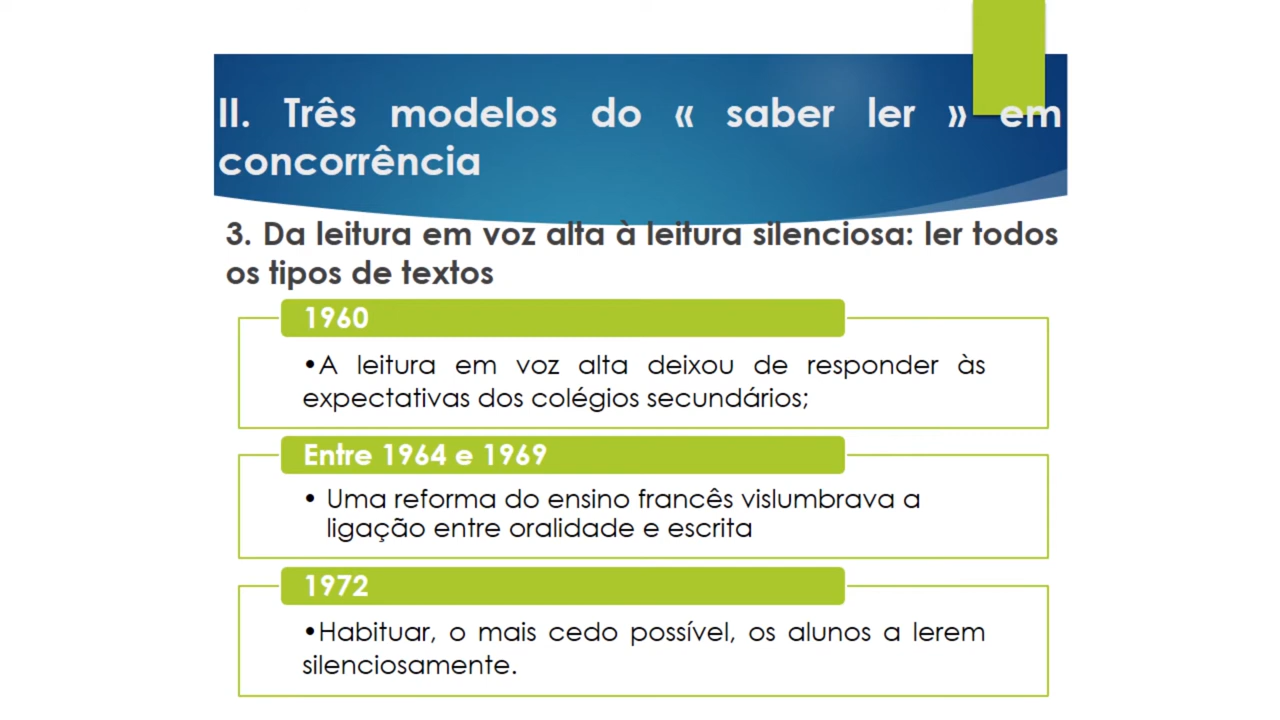 II. Três modelos do « saber ler » em
concorrência
3. Da leitura em voz alta à leitura silenciosa: ler todos
os tipos de textos
1960
•A leitura em voz alta deixou de responder às
expectativas dos colégios secundários;
Entre 1964 e 1969
• Uma reforma do ensino francês vislumbrava a
ligação entre oralidade e escrita
1972
•Habituar, o mais cedo possível, os alunos a lerem
silenciosamente.